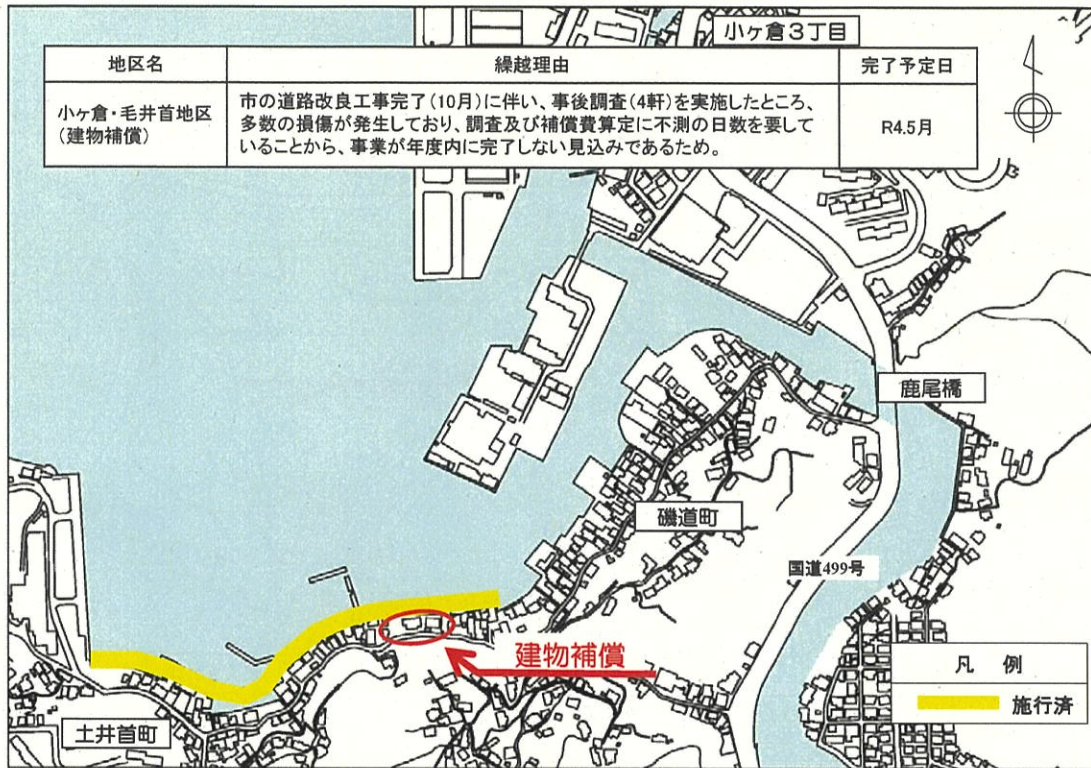 小ヶ倉3丁目
地区名
繰越理由
完了予定日
小ヶ倉・毛井首地区
(建物補償)
市の道路改良工事完了(10月)に伴い、事後調査(4軒)を実施したところ、
多数の損傷が発生しており、調査及び補償費算定に不測の日数を要して
いることから、事業が年度内に完了しない見込みであるため。
R4.5月
鹿尾橋
磯道町
国道499号
建物補償
土井首町
凡 例
施行済